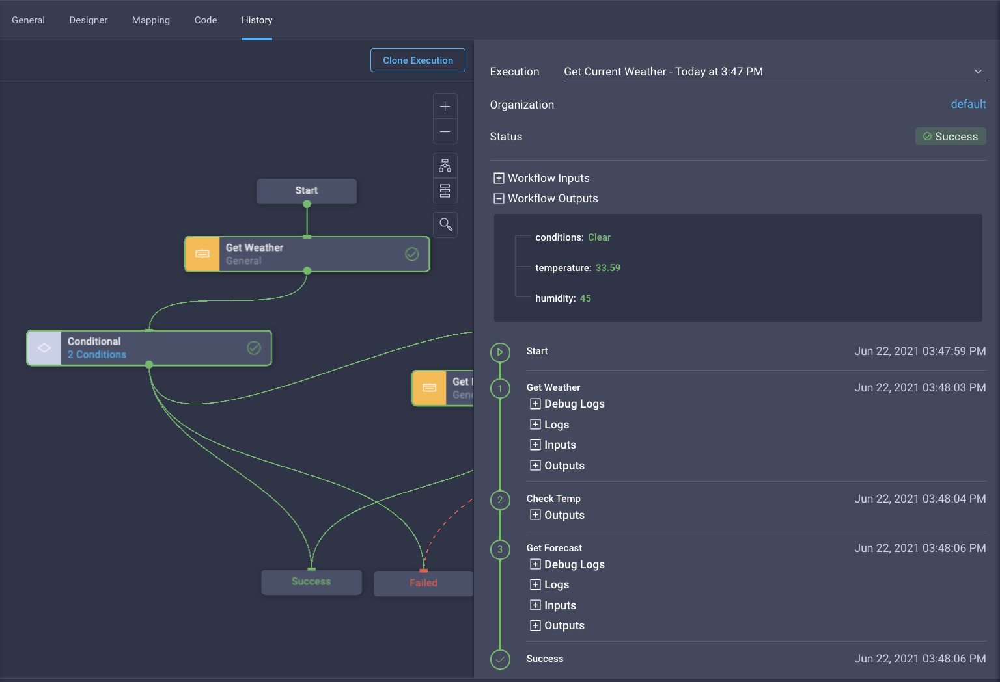 General Designer Mapping Code History
Clone Execution
Start
Get Weather
General
Conditional
2 Conditions
Get
Gene
Success
Failed
Execution Get Current Weather - Today at 3:47 PM
Organization default
Status Success
Workflow Inputs
Workflow Outputs
conditions: Clear
temperature: 33.59
humidity: 45
Start Jun 22, 2021 03:47:59 PM
1 Get Weather Jun 22, 2021 03:48:03 PM
Debug Logs
Logs
Inputs
Outputs
2 Check Temp Jun 22, 2021 03:48:04 PM
Outputs
3 Get Forecast Jun 22, 2021 03:48:06 PM
Debug Logs
Logs
Inputs
Outputs
Success Jun 22, 2021 03:48:06 PM